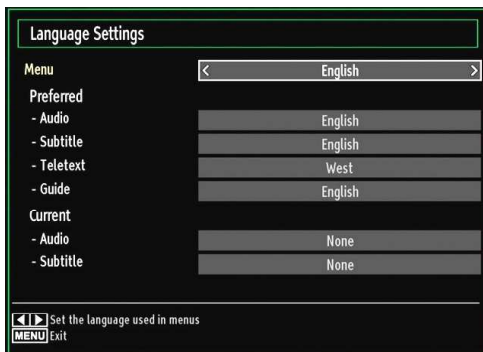 Language Settings
Menu < English >
Preferred
- Audio English
- Subtitle English
- Teletext West
- Guide English
Current
- Audio None
- Subtitle None
Set the language used in menus
MENU Exit